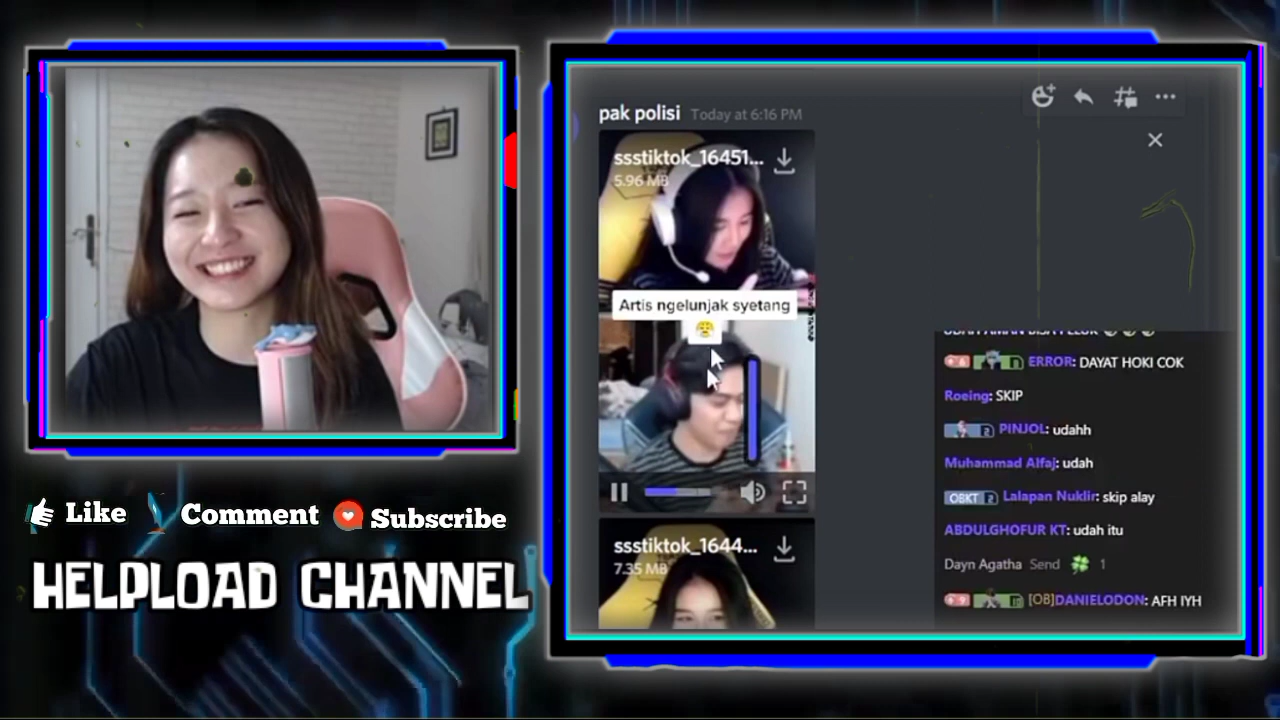 pak polisi Today at 6:16 PM
ssstiktok_16451...
5.96 MB
Artis ngelunjak syetang
ssstiktok_1644...
7.35 MB
ERROR: DAYAT HOKI COK
Roeing: SKIP
2 PINJOL: udahh
Muhammad Alfaj: udah
OBKT 2 Lalapan Nuklir: skip alay
ABDULGHOFUR KT: udah itu
Dayn Agatha Send 1
[OB]DANIELODON: AFH IYH
Like
Comment
Subscribe
HELPLOAD CHANNEL